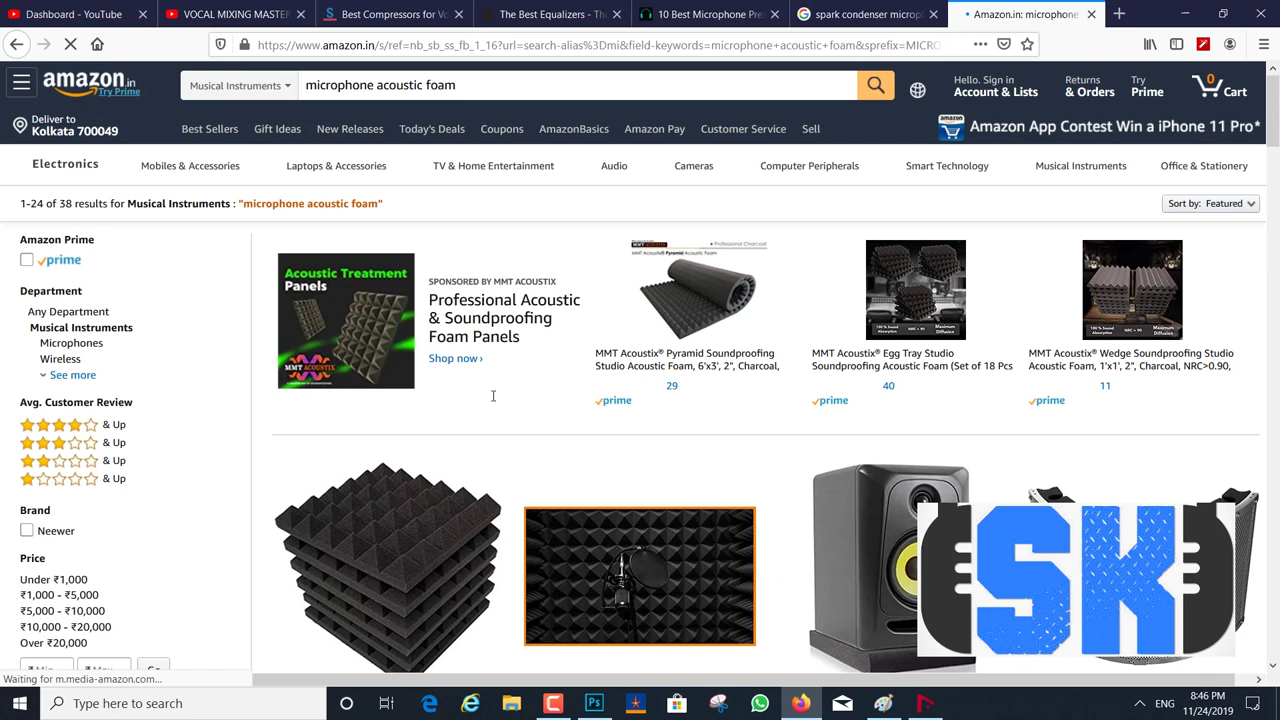 Dashboard - YouTube
VOCAL MIXING MASTER
Best Compressors for Vo
The Best Equalizers - Tho
10 Best Microphone Pre
spark condenser microp
Amazon.in: microphone
https://www.amazon.in/s/ref=nb_sb_ss_fb_1_16?url=search-alias%3Dmi&field-keywords=microphone+acoustic+foam&sprefix=MICRO
amazon.in
Try Prime
Musical Instruments
microphone acoustic foam
Hello. Sign in
Account & Lists
Returns
& Orders
Try
Prime
0
Cart
Deliver to
Kolkata 700049
Best Sellers
Gift Ideas
New Releases
Today's Deals
Coupons
AmazonBasics
Amazon Pay
Customer Service
Sell
Amazon App Contest Win a iPhone 11 Pro*
Electronics
Mobiles & Accessories
Laptops & Accessories
TV & Home Entertainment
Audio
Cameras
Computer Peripherals
Smart Technology
Musical Instruments
Office & Stationery
1-24 of 38 results for Musical Instruments : "microphone acoustic foam"
Sort by: Featured
Amazon Prime
prime
Department
Any Department
Musical Instruments
Microphones
Wireless
See more
Avg. Customer Review
& Up
& Up
& Up
& Up
Brand
Neewer
Price
Under ₹1,000
₹1,000 - ₹5,000
₹5,000 - ₹10,000
₹10,000 - ₹20,000
Over ₹20,000
₹ Min
₹ Max
Go
Acoustic Treatment
Panels
MMT ACOUSTIX
SPONSORED BY MMT ACOUSTIX
Professional Acoustic
& Soundproofing
Foam Panels
Shop now ›
MMT Acoustix® Pyramid Soundproofing
Studio Acoustic Foam, 6'x3', 2", Charcoal,
29
prime
MMT Acoustix® Egg Tray Studio
Soundproofing Acoustic Foam (Set of 18 Pcs
40
prime
MMT Acoustix® Wedge Soundproofing Studio
Acoustic Foam, 1'x1', 2", Charcoal, NRC>0.90,
11
prime
SK
Waiting for m.media-amazon.com...
Type here to search
ENG
8:46 PM
11/24/2019